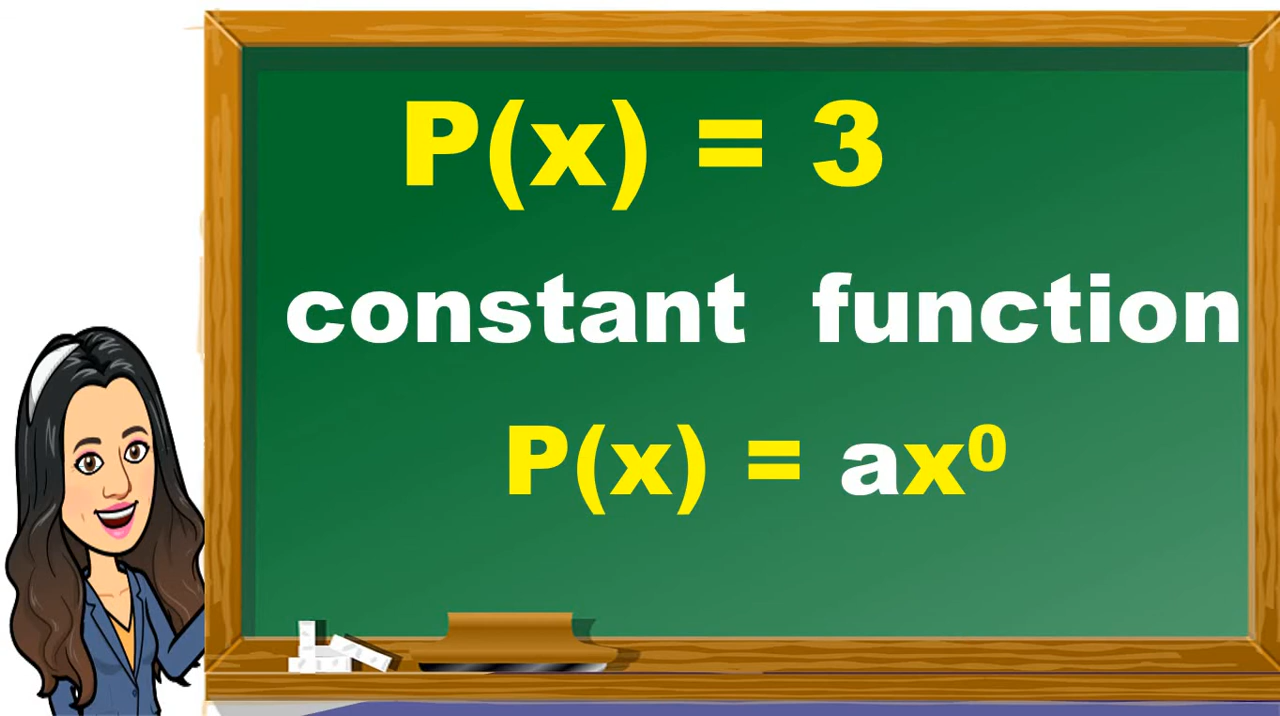 P(x) = 3
constant function
P(x) = ax⁰